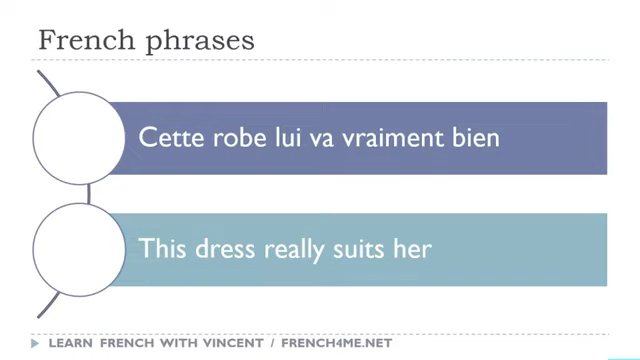 French phrases
Cette robe lui va vraiment bien
This dress really suits her
LEARN FRENCH WITH VINCENT / FRENCH4ME.NET